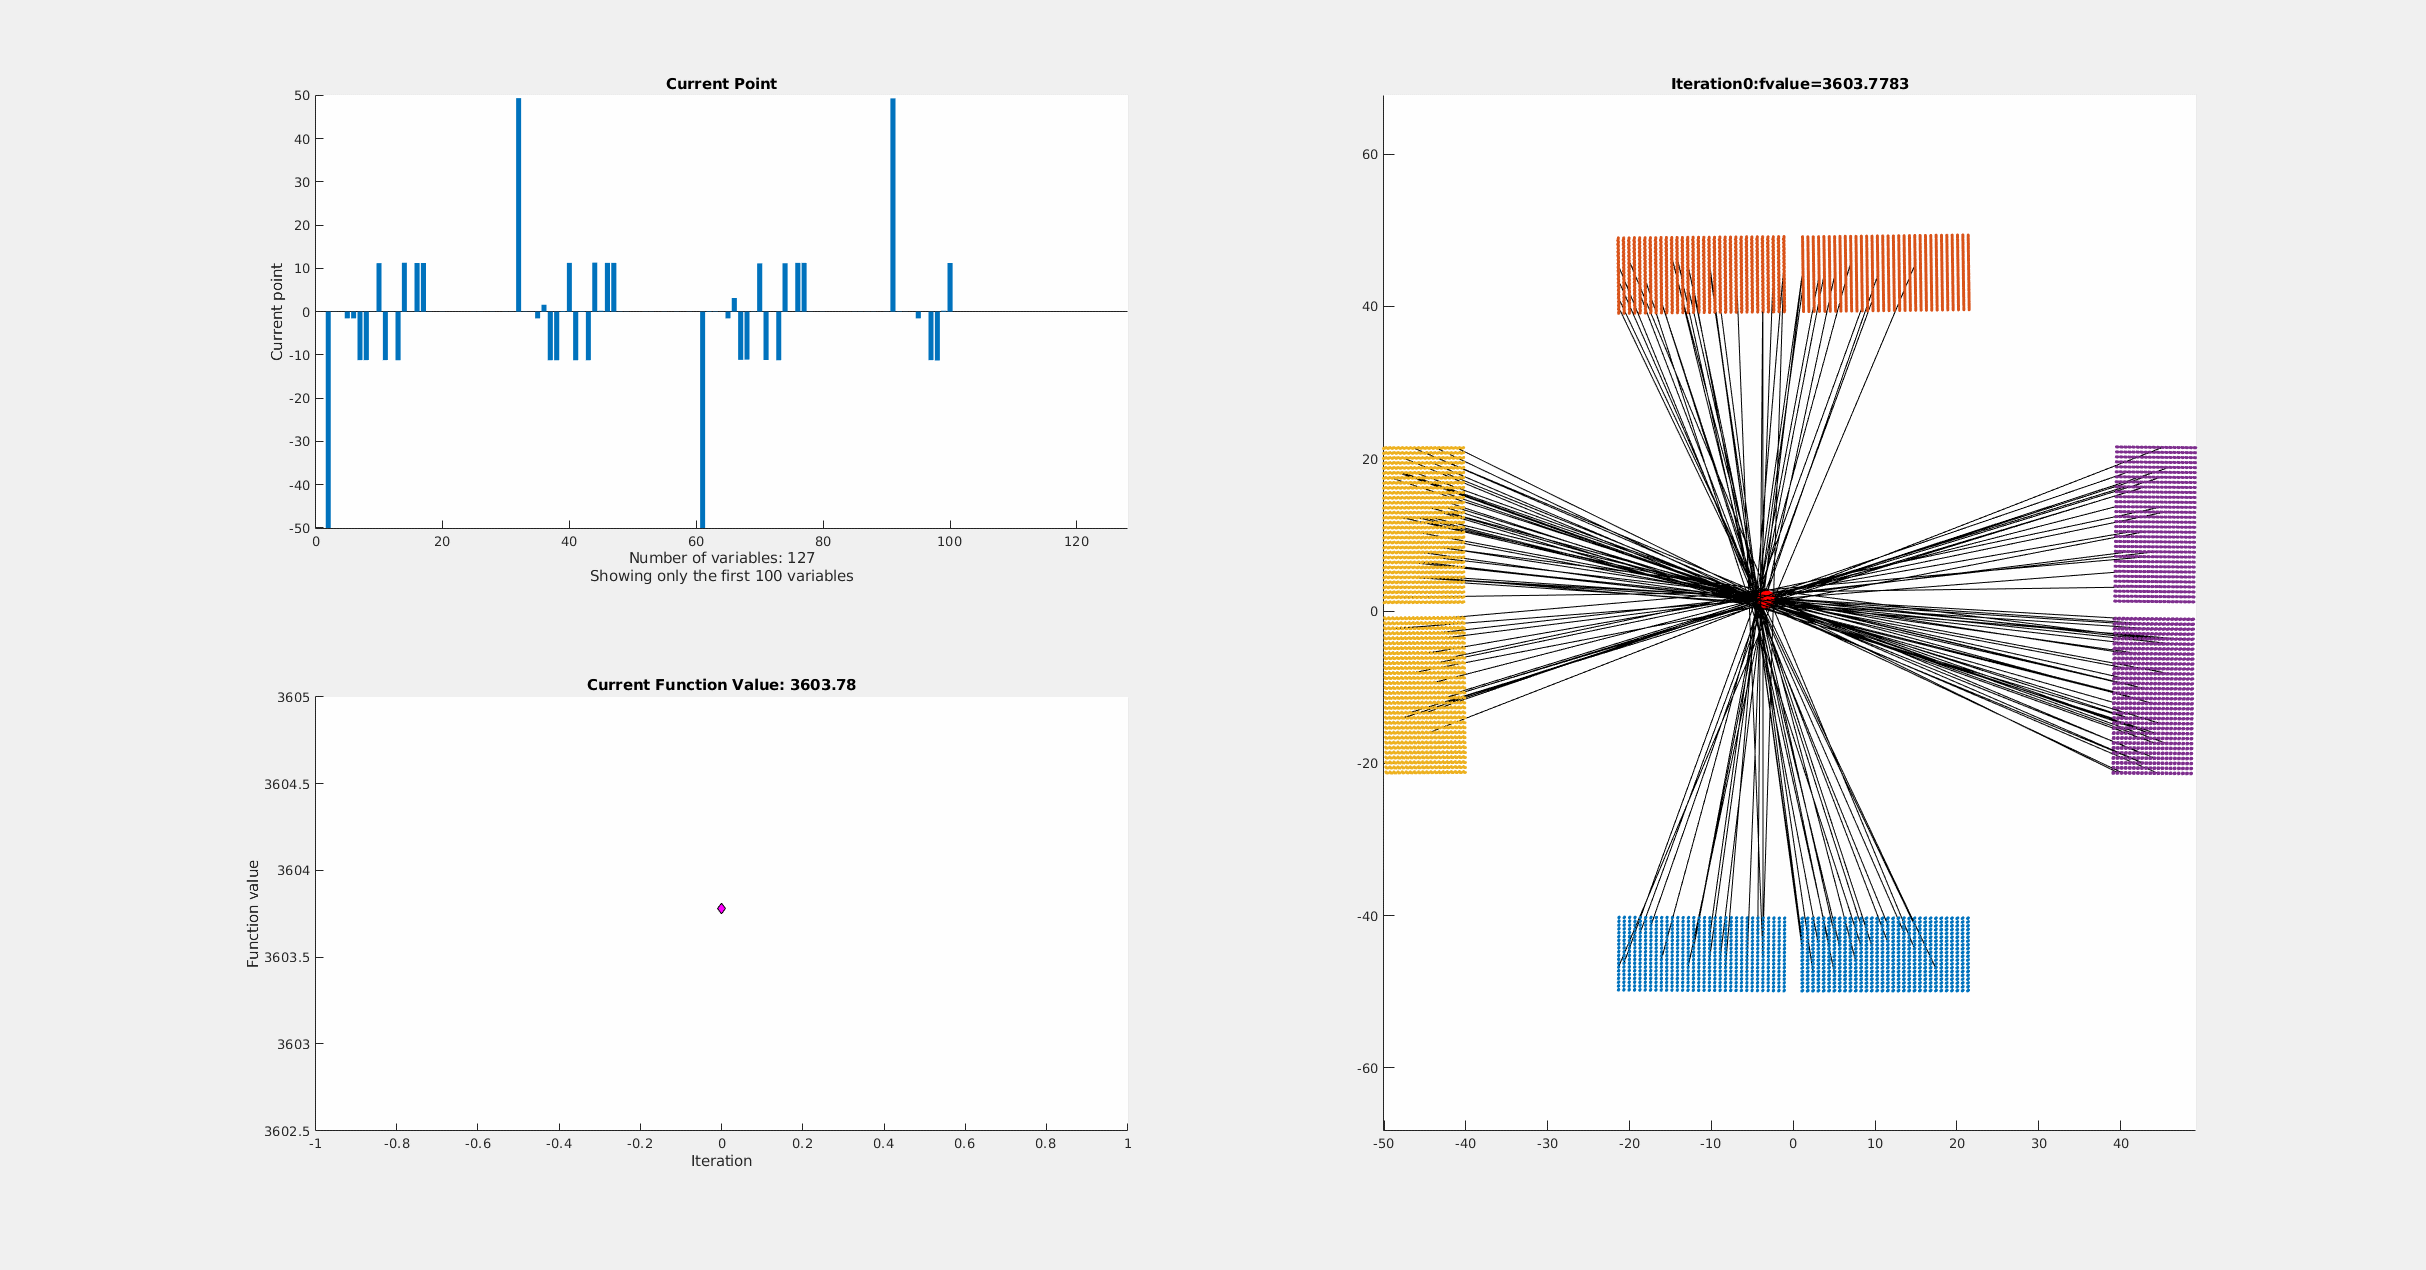 Current Point
50
40
30
20
10
0
-10
-20
-30
-40
-50
Current point
0 20 40 60 80 100 120
Number of variables: 127
Showing only the first 100 variables
Current Function Value: 3603.78
3605
3604.5
3604
3603.5
3603
3602.5
Function value
-1 -0.8 -0.6 -0.4 -0.2 0 0.2 0.4 0.6 0.8 1
Iteration
Iteration0:fvalue=3603.7783
60
40
20
0
-20
-40
-60
-50 -40 -30 -20 -10 0 10 20 30 40